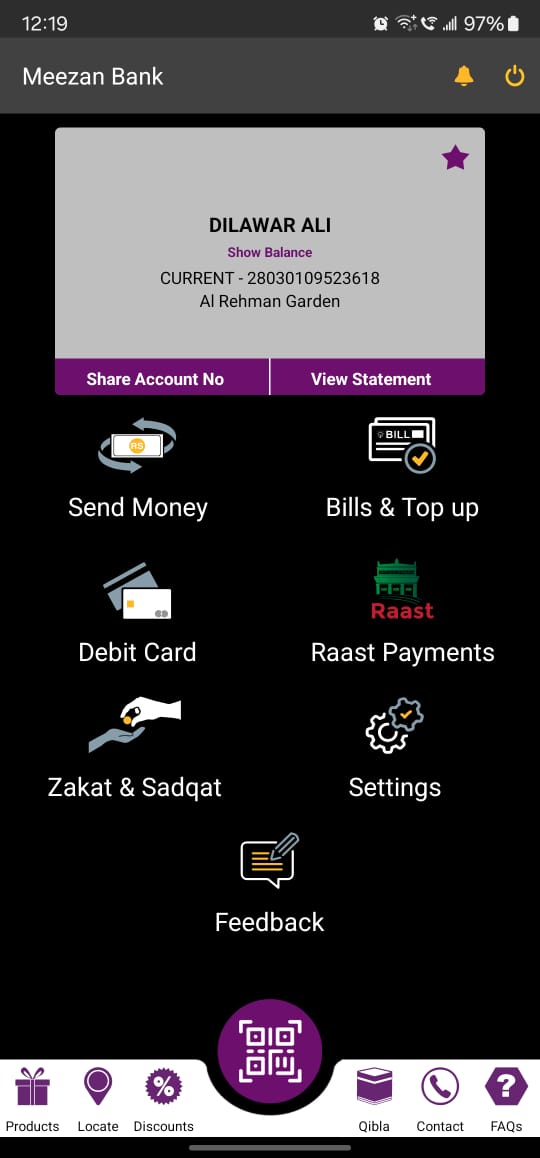 12:19 97%
Meezan Bank
DILAWAR ALI
Show Balance
CURRENT - 28030109523618
Al Rehman Garden
Share Account No View Statement
RS BILL
Send Money Bills & Top up
Raast
Debit Card Raast Payments
Zakat & Sadqat Settings
Feedback
Products Locate Discounts Qibla Contact FAQs